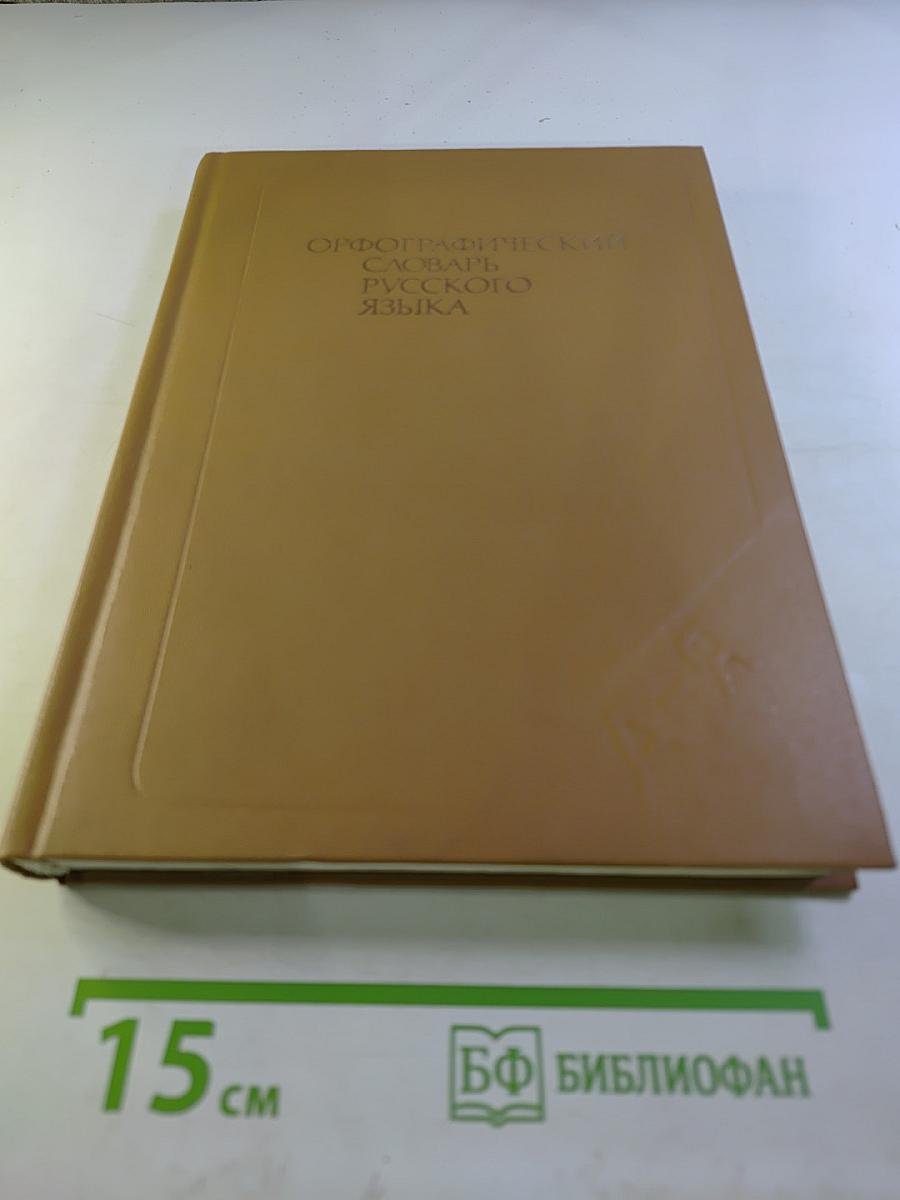 ОРФОГРАФИЧЕСКИЙ
СЛОВАРЬ
РУССКОГО
ЯЗЫКА
А-Я
15 см
БФ БИБЛИОФАН